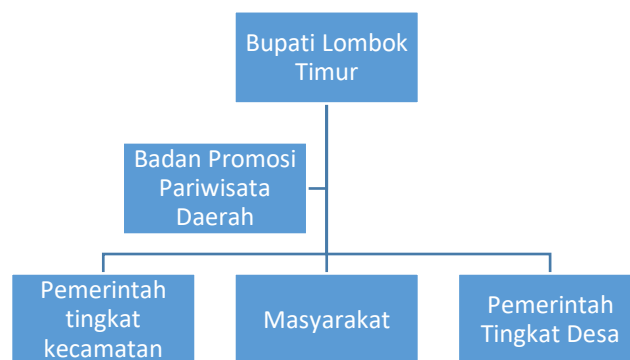 Bupati Lombok
Timur
Badan Promosi
Pariwisata
Daerah
Pemerintah
tingkat
kecamatan
Masyarakat
Pemerintah
Tingkat Desa